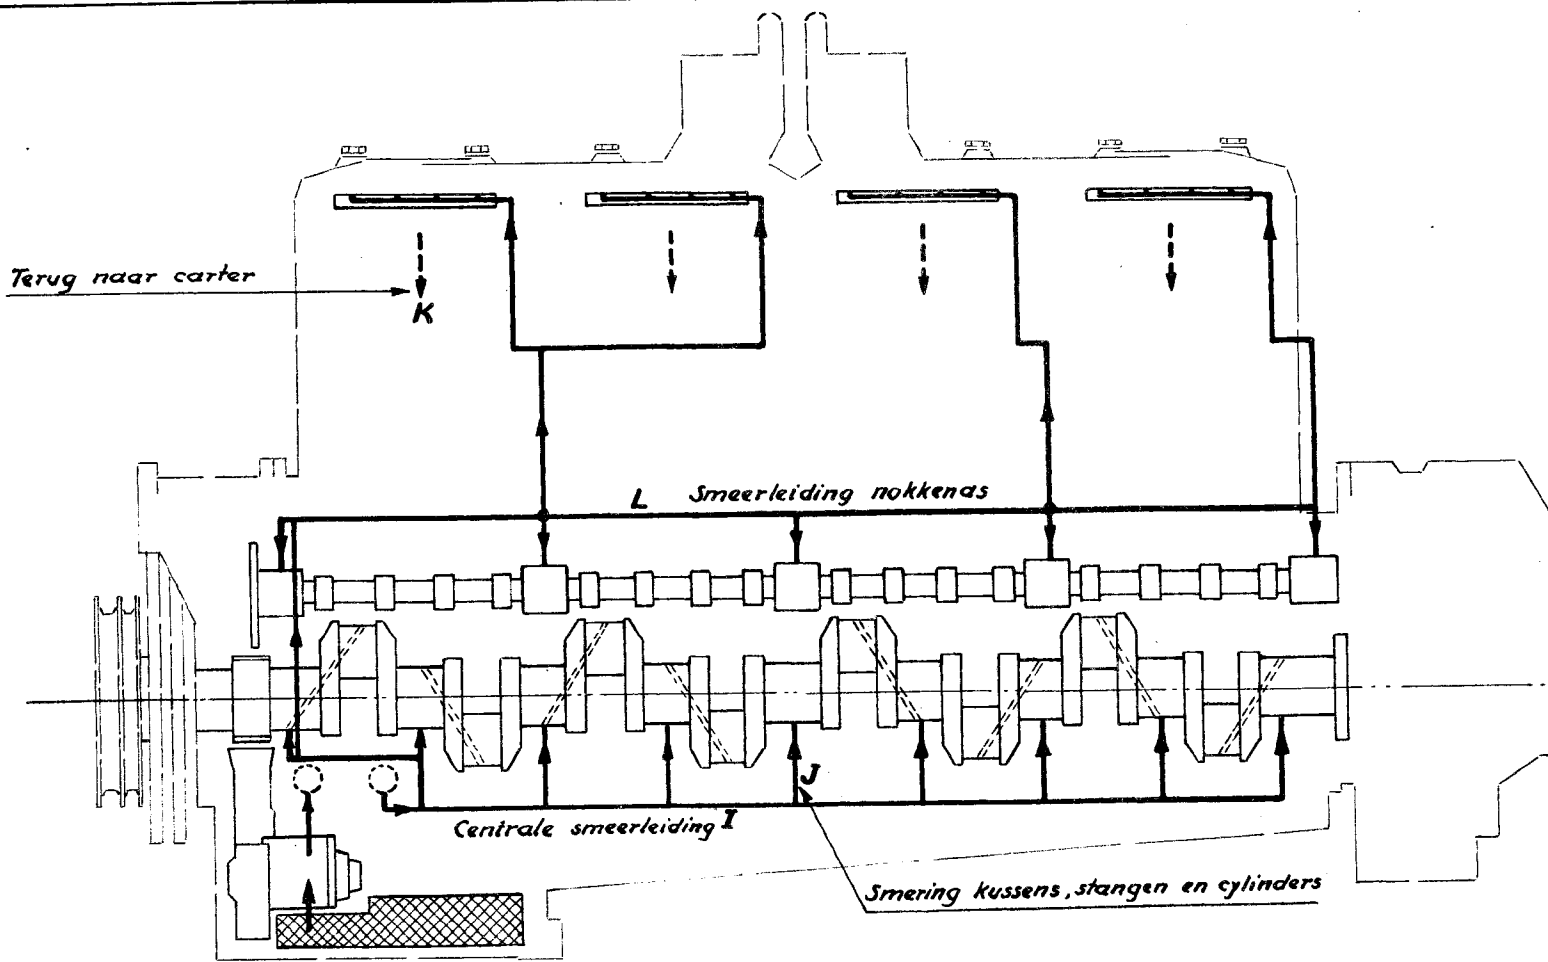 Terug naar carter
K
L Smeerleiding nokkenas
J
Centrale smeerleiding I
Smering kussens, stangen en cylinders